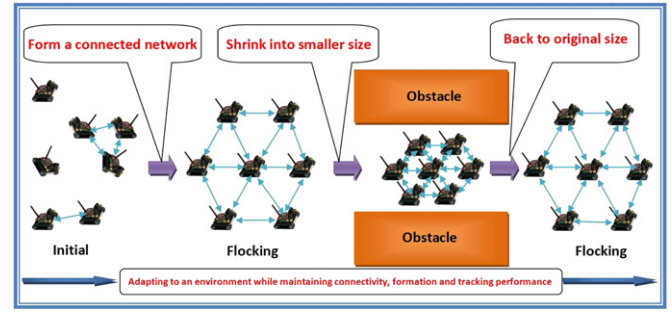 Form a connected network
Shrink into smaller size
Back to original size
Obstacle
Obstacle
Initial
Flocking
Flocking
Adapting to an environment while maintaining connectivity, formation and tracking performance